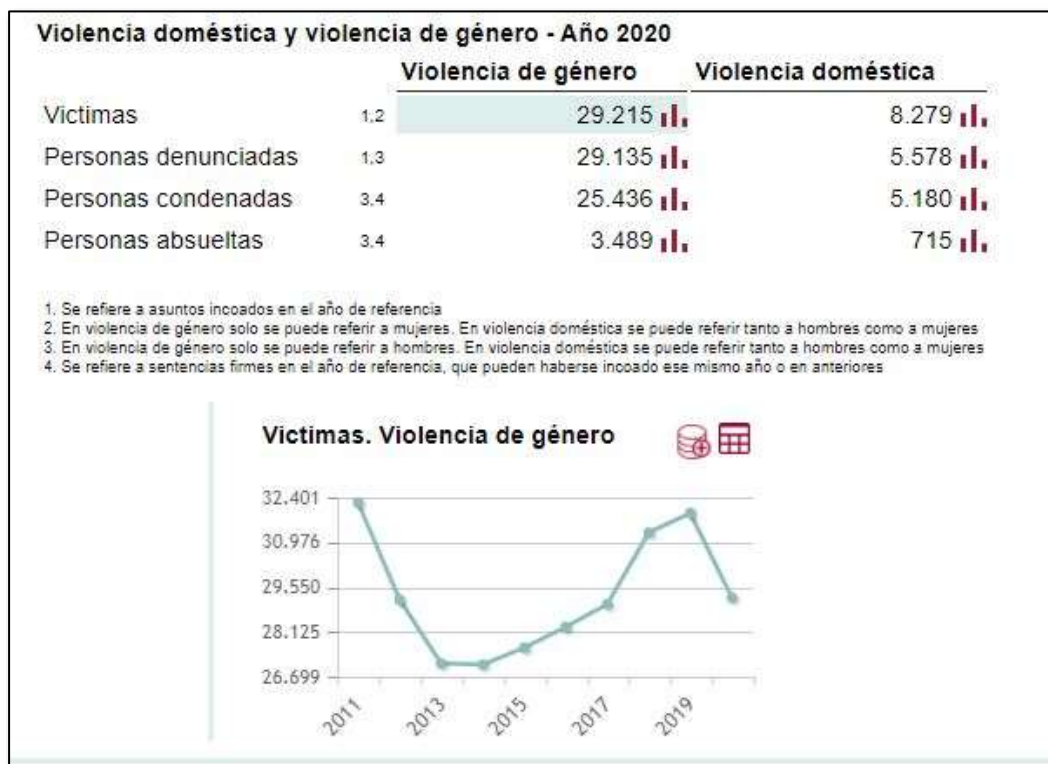 Violencia doméstica y violencia de género - Año 2020
Violencia de género Violencia doméstica
Victimas 1,2 29.215 8.279
Personas denunciadas 1,3 29.135 5.578
Personas condenadas 3,4 25.436 5.180
Personas absueltas 3,4 3.489 715
1. Se refiere a asuntos incoados en el año de referencia
2. En violencia de género solo se puede referir a mujeres. En violencia doméstica se puede referir tanto a hombres como a mujeres
3. En violencia de género solo se puede referir a hombres. En violencia doméstica se puede referir tanto a hombres como a mujeres
4. Se refiere a sentencias firmes en el año de referencia, que pueden haberse incoado ese mismo año o en anteriores
Victimas. Violencia de género
32.401
30.976
29.550
28.125
26.699
2011 2013 2015 2017 2019